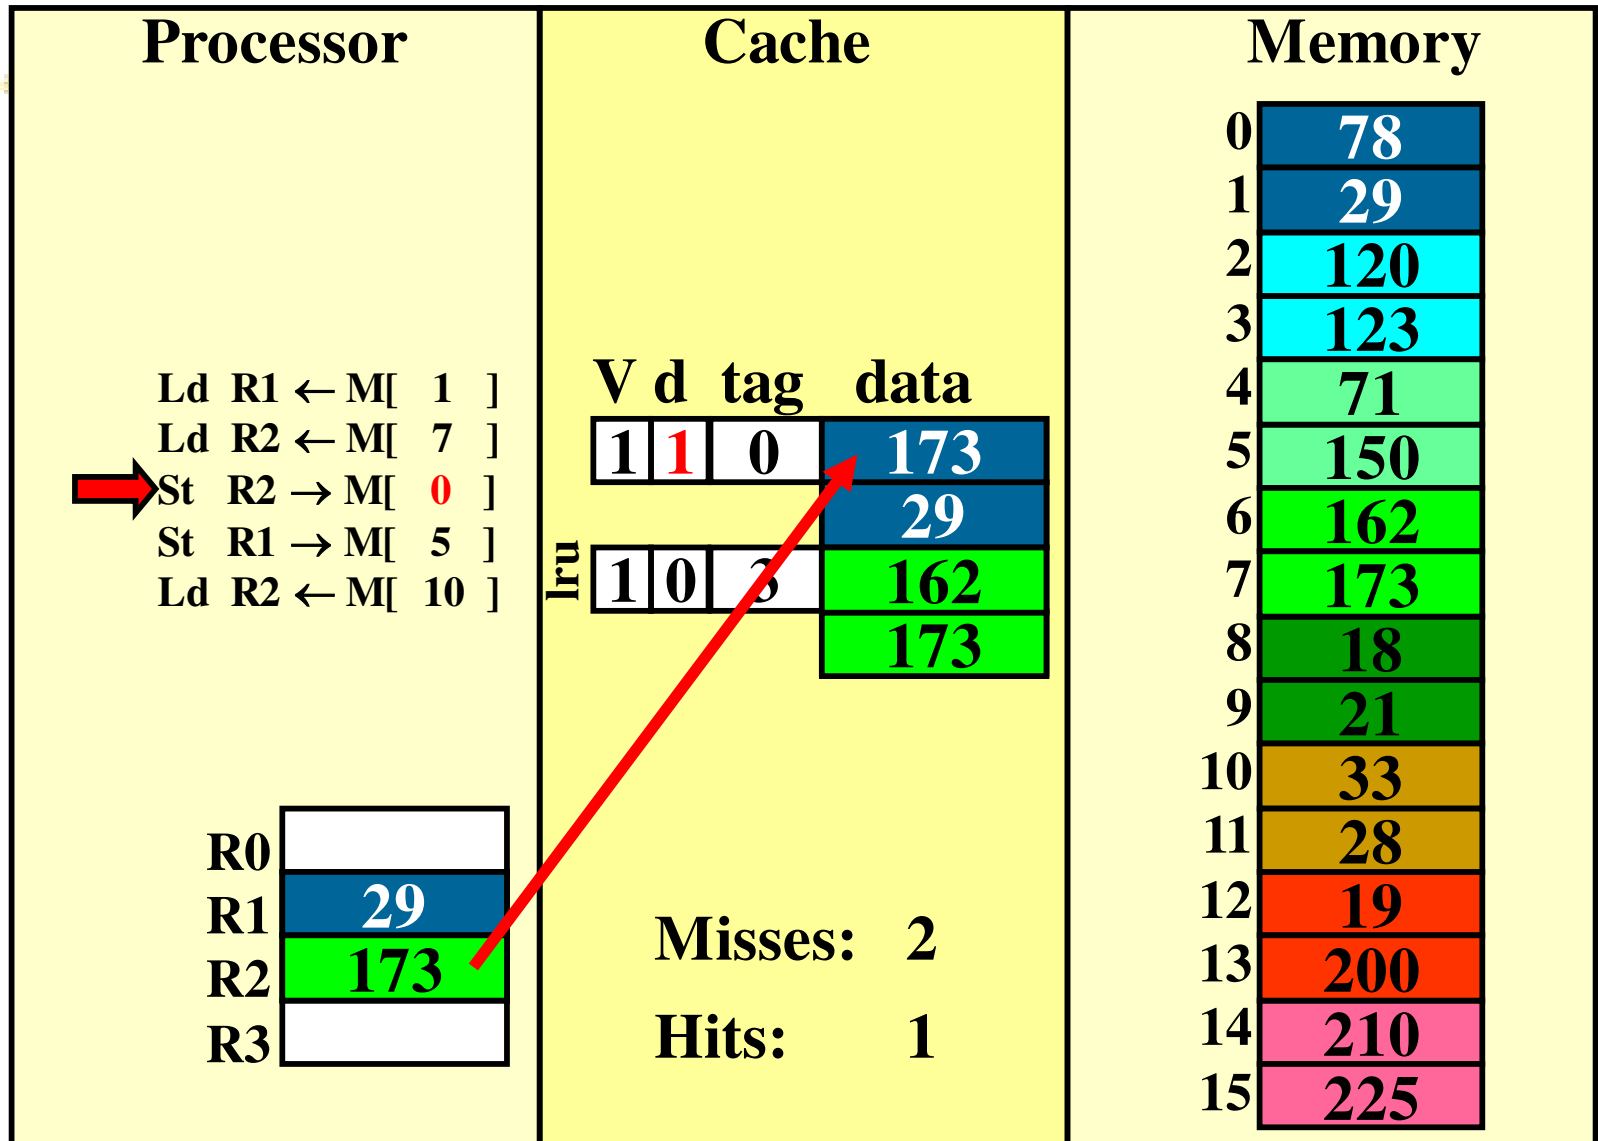 Processor
Ld R1 ← M[ 1 ]
Ld R2 ← M[ 7 ]
St R2 → M[ 0 ]
St R1 → M[ 5 ]
Ld R2 ← M[ 10 ]
R0
R1 29
R2 173
R3
Cache
V d tag data
1 1 0 173
29
lru
1 0 3 162
173
Misses: 2
Hits: 1
Memory
0 78
1 29
2 120
3 123
4 71
5 150
6 162
7 173
8 18
9 21
10 33
11 28
12 19
13 200
14 210
15 225